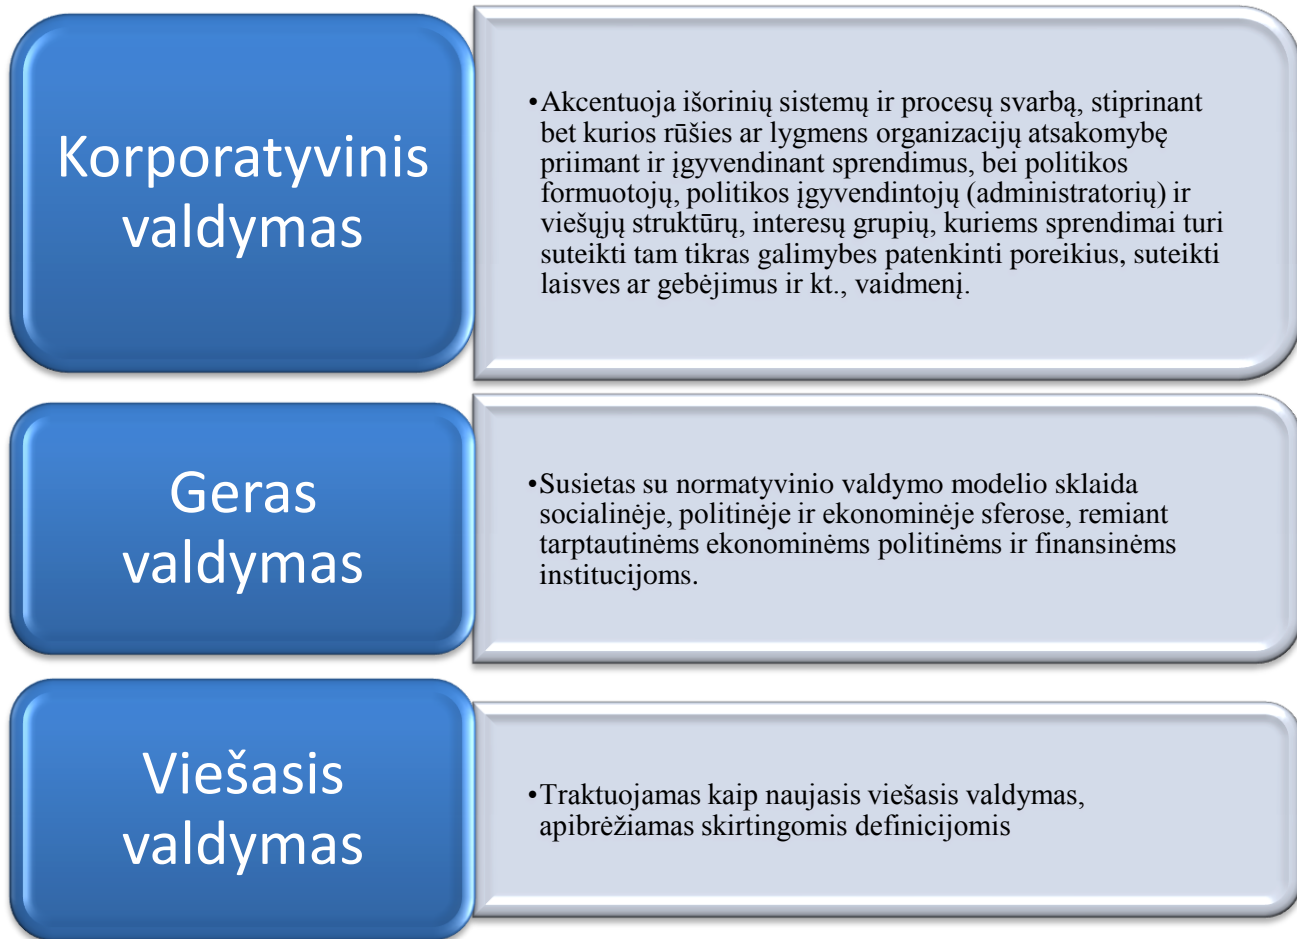 Korporatyvinis
valdymas
•Akcentuoja išorinių sistemų ir procesų svarbą, stiprinant
bet kurios rūšies ar lygmens organizacijų atsakomybę
priimant ir įgyvendinant sprendimus, bei politikos
formuotojų, politikos įgyvendintojų (administratorių) ir
viešųjų struktūrų, interesų grupių, kuriems sprendimai turi
suteikti tam tikras galimybes patenkinti poreikius, suteikti
laisves ar gebėjimus ir kt., vaidmenį.
Geras
valdymas
•Susietas su normatyvinio valdymo modelio sklaida
socialinėje, politinėje ir ekonominėje sferose, remiant
tarptautinėms ekonominėms politinėms ir finansinėms
institucijoms.
Viešasis
valdymas
•Traktuojamas kaip naujasis viešasis valdymas,
apibrėžiamas skirtingomis definicijomis